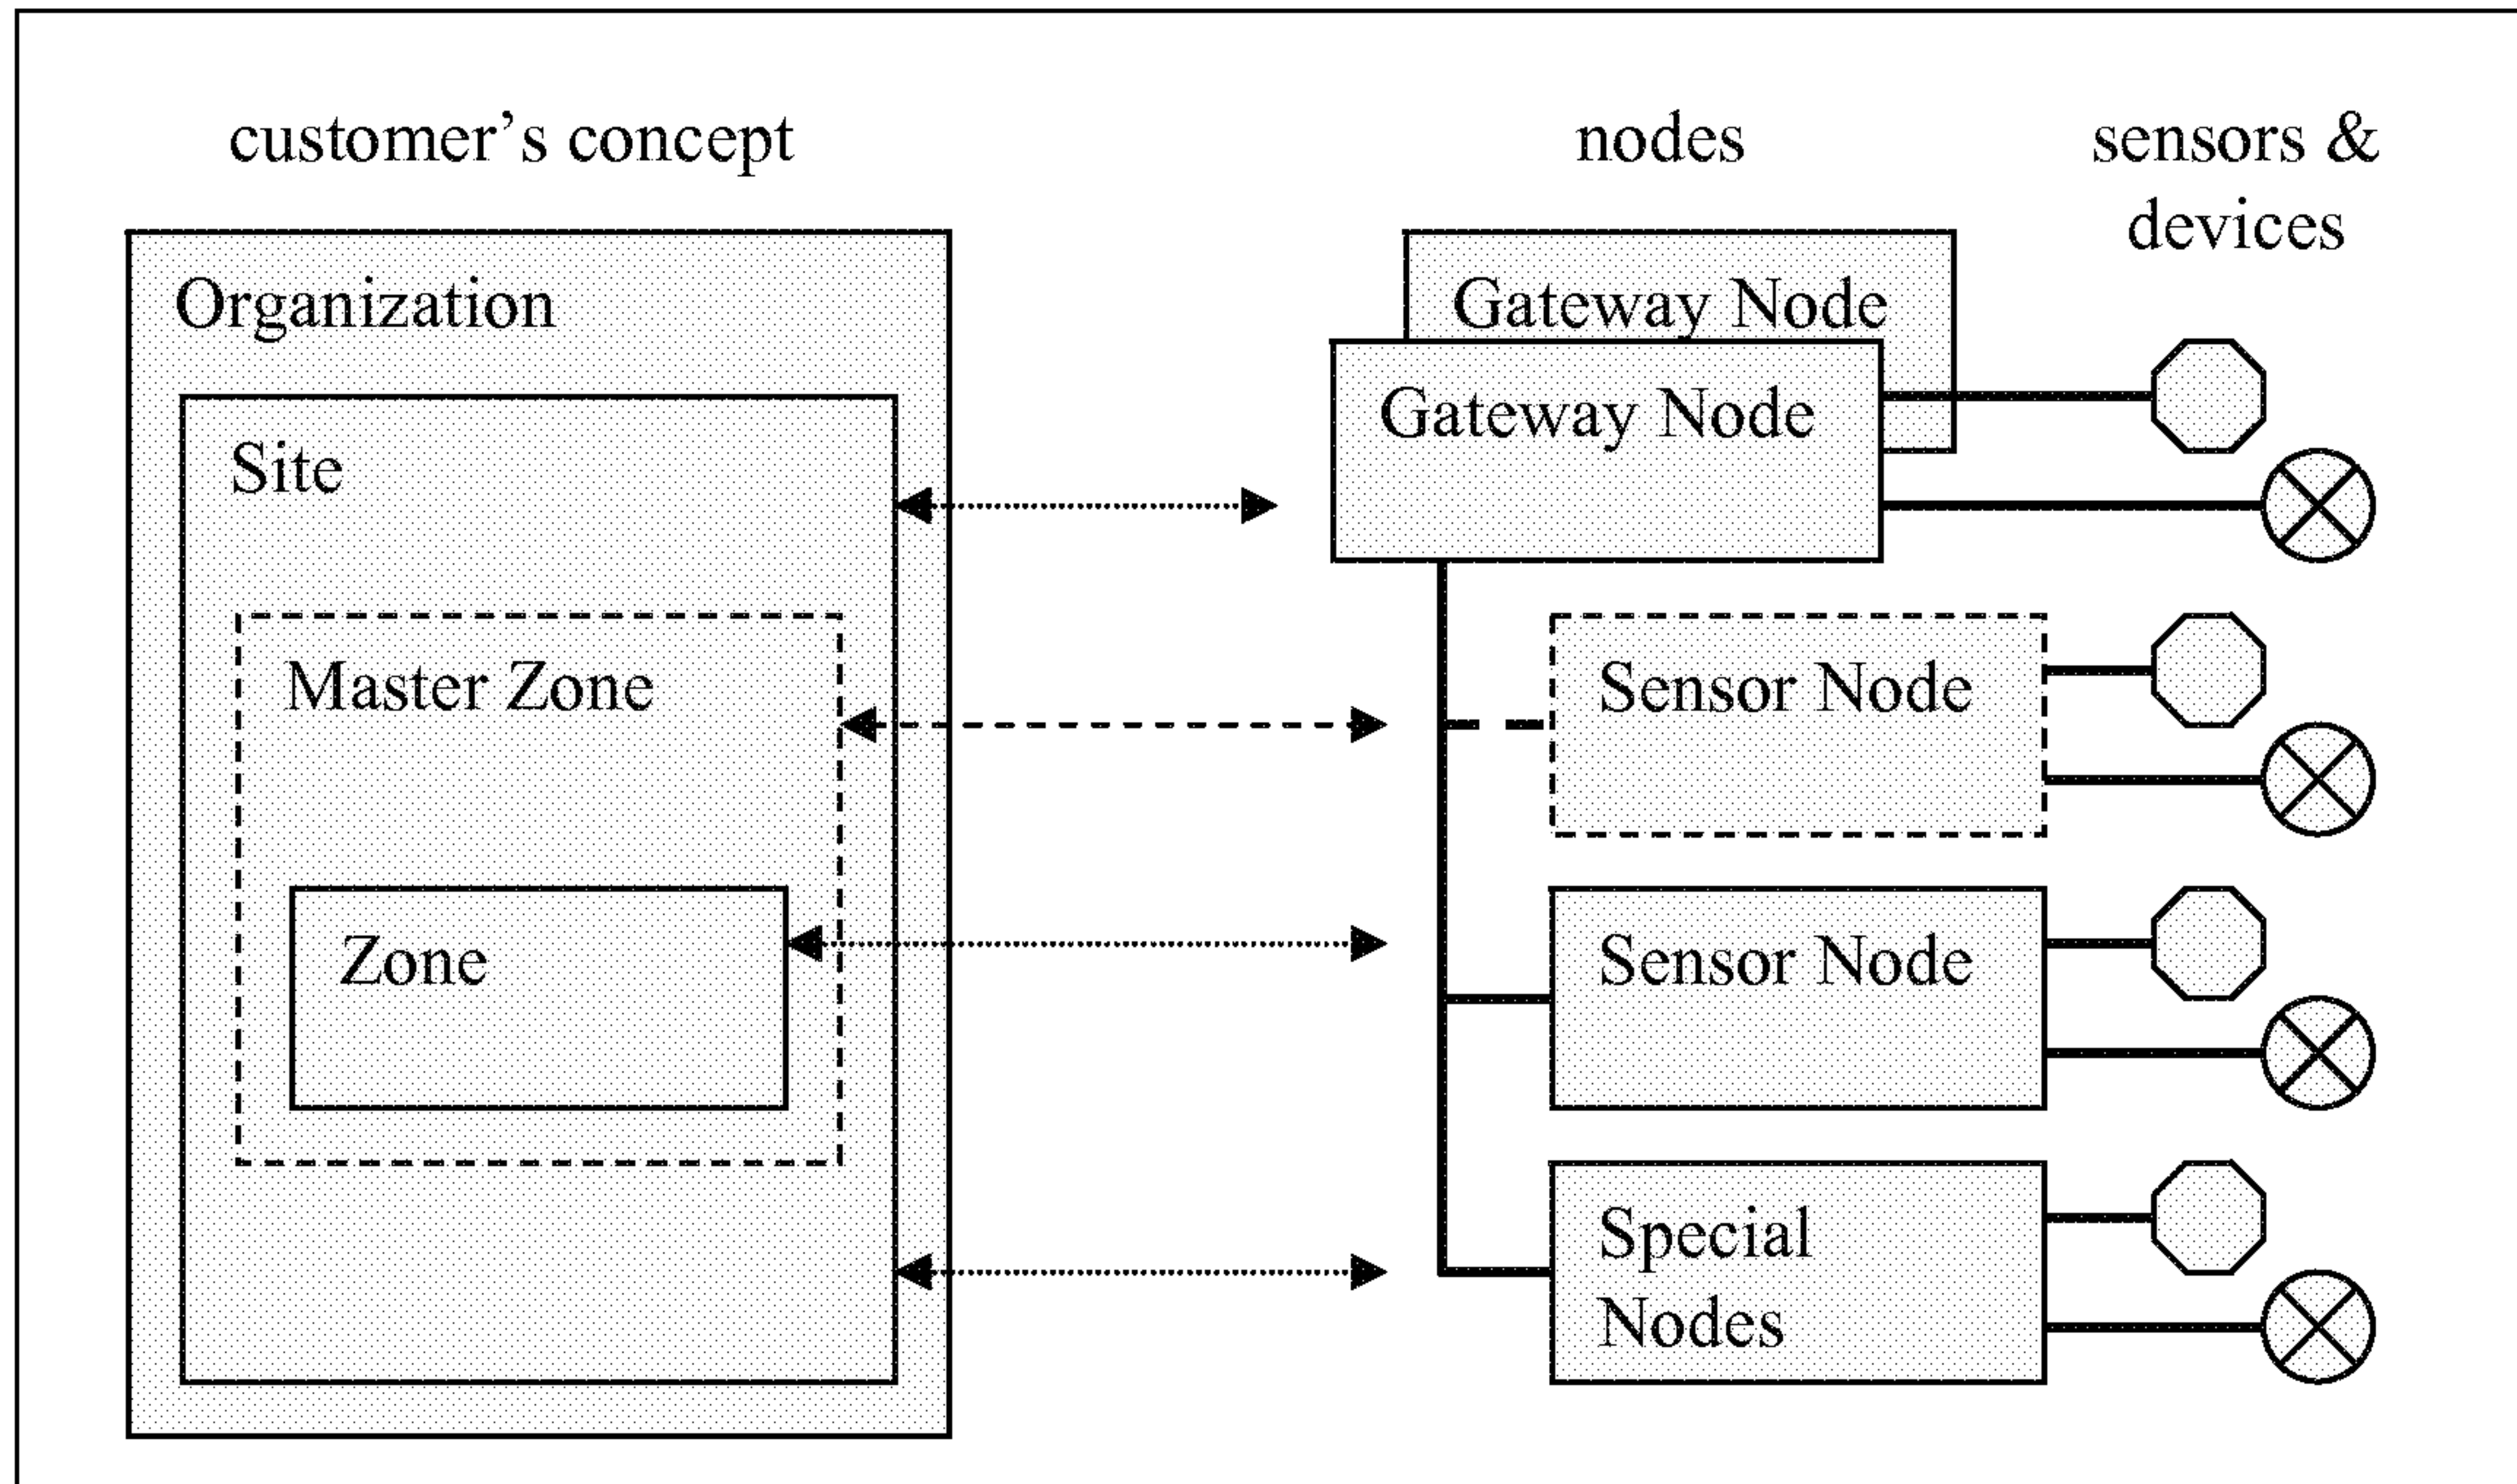 customer’s concept
nodes
sensors &
devices
Organization
Site
Master Zone
Zone
Gateway Node
Gateway Node
Sensor Node
Sensor Node
Special
Nodes